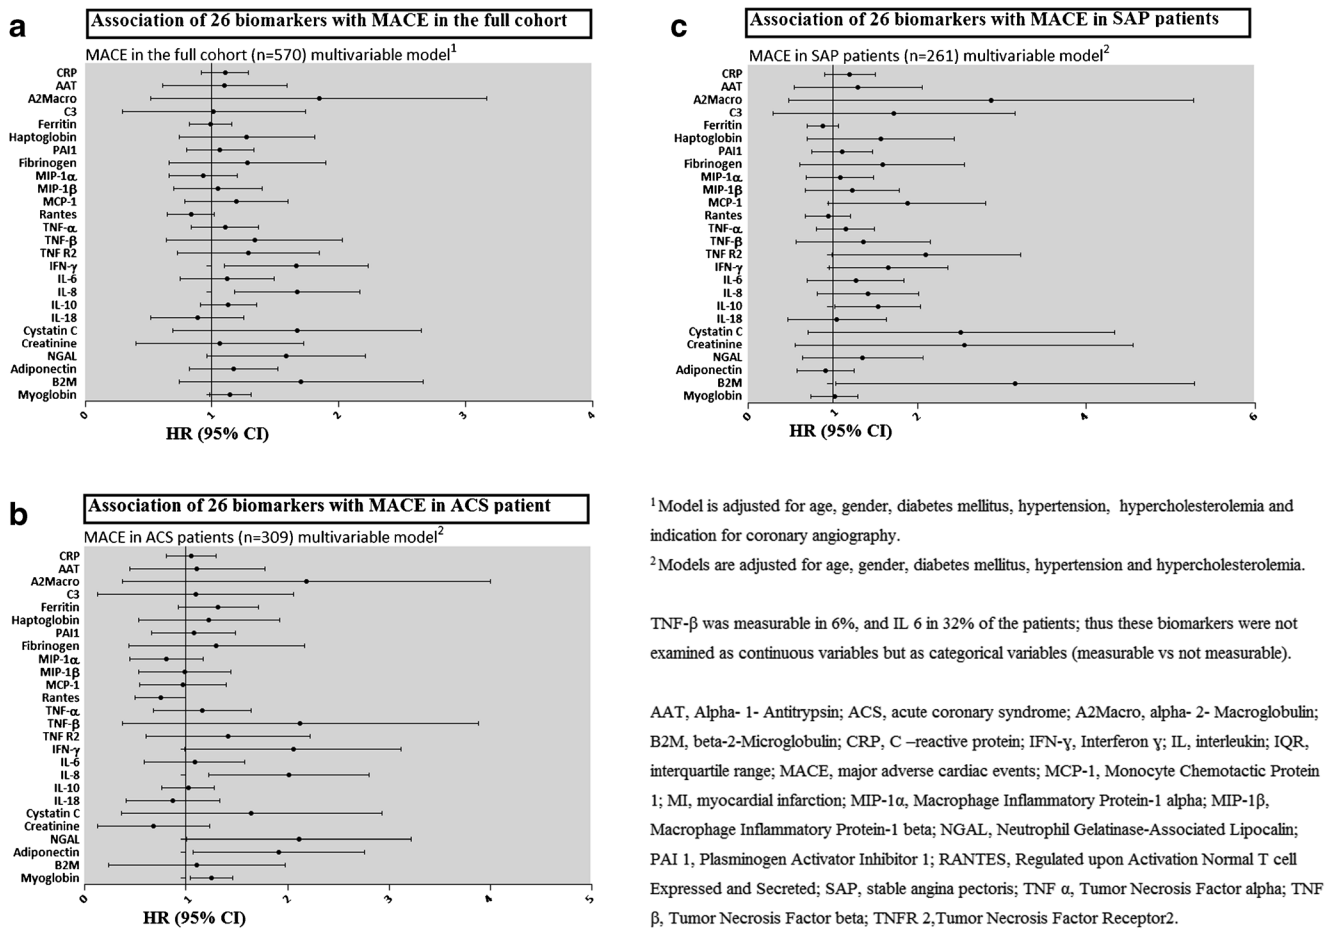 a
Association of 26 biomarkers with MACE in the full cohort
MACE in the full cohort (n=570) multivariable model1
CRP
AAT
A2Macro
C3
Ferritin
Haptoglobin
PAI1
Fibrinogen
MIP-1α
MIP-1β
MCP-1
Rantes
TNF-α
TNF-β
TNF R2
IFN-γ
IL-6
IL-8
IL-10
IL-18
Cystatin C
Creatinine
NGAL
Adiponectin
B2M
Myoglobin
0 1 2 3 4
HR (95% CI)
c
Association of 26 biomarkers with MACE in SAP patients
MACE in SAP patients (n=261) multivariable model2
CRP
AAT
A2Macro
C3
Ferritin
Haptoglobin
PAI1
Fibrinogen
MIP-1α
MIP-1β
MCP-1
Rantes
TNF-α
TNF-β
TNF R2
IFN-γ
IL-6
IL-8
IL-10
IL-18
Cystatin C
Creatinine
NGAL
Adiponectin
B2M
Myoglobin
0 1 2 4 6
HR (95% CI)
b
Association of 26 biomarkers with MACE in ACS patient
MACE in ACS patients (n=309) multivariable model2
CRP
AAT
A2Macro
C3
Ferritin
Haptoglobin
PAI1
Fibrinogen
MIP-1α
MIP-1β
MCP-1
Rantes
TNF-α
TNF-β
TNF R2
IFN-γ
IL-6
IL-8
IL-10
IL-18
Cystatin C
Creatinine
NGAL
Adiponectin
B2M
Myoglobin
0 1 2 3 4 5
HR (95% CI)
1 Model is adjusted for age, gender, diabetes mellitus, hypertension, hypercholesterolemia and
indication for coronary angiography.
2 Models are adjusted for age, gender, diabetes mellitus, hypertension and hypercholesterolemia.
TNF-β was measurable in 6%, and IL 6 in 32% of the patients; thus these biomarkers were not
examined as continuous variables but as categorical variables (measurable vs not measurable).
AAT, Alpha- 1- Antitrypsin; ACS, acute coronary syndrome; A2Macro, alpha- 2- Macroglobulin;
B2M, beta-2-Microglobulin; CRP, C –reactive protein; IFN-ɣ, Interferon ɣ; IL, interleukin; IQR,
interquartile range; MACE, major adverse cardiac events; MCP-1, Monocyte Chemotactic Protein
1; MI, myocardial infarction; MIP-1α, Macrophage Inflammatory Protein-1 alpha; MIP-1β,
Macrophage Inflammatory Protein-1 beta; NGAL, Neutrophil Gelatinase-Associated Lipocalin;
PAI 1, Plasminogen Activator Inhibitor 1; RANTES, Regulated upon Activation Normal T cell
Expressed and Secreted; SAP, stable angina pectoris; TNF α, Tumor Necrosis Factor alpha; TNF
β, Tumor Necrosis Factor beta; TNFR 2,Tumor Necrosis Factor Receptor2.